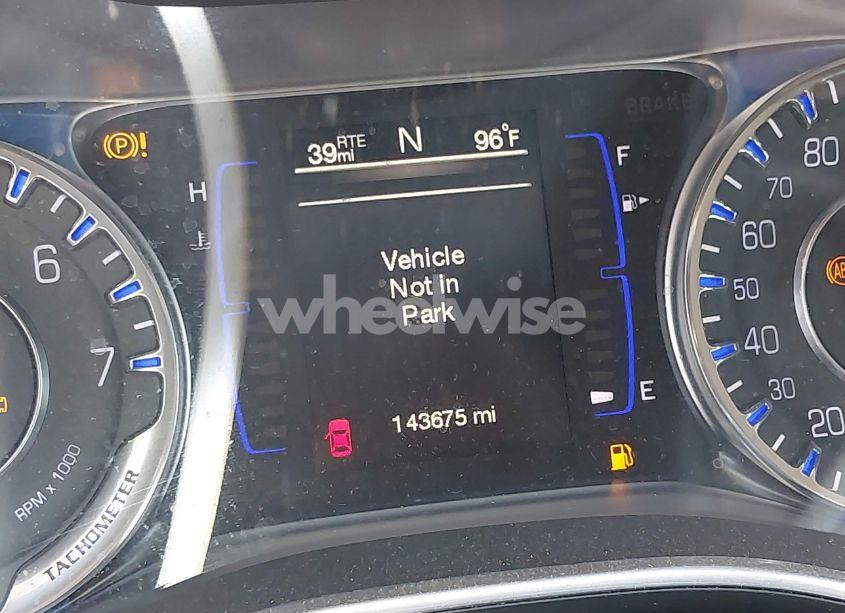 BRAKE
39 RTE mi N 96°F
H
F
Vehicle
Not In
Park
wheelwise
E
143675 mi
6
7
RPM x 1000
TACHOMETER
80
70
60
50
40
30
20